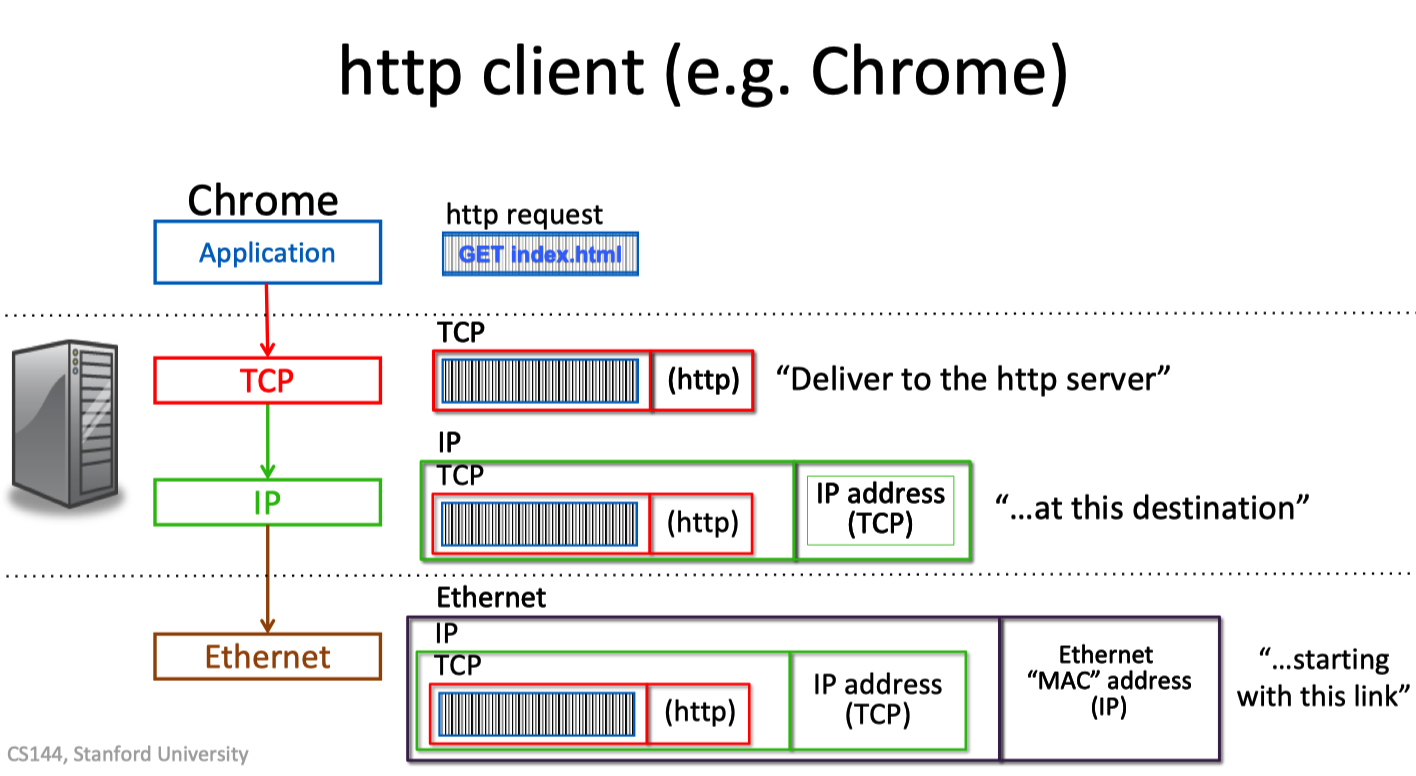 http client (e.g. Chrome)
Chrome
Application
http request
GET index.html
TCP
TCP
(http)
“Deliver to the http server”
IP
IP
TCP
(http)
IP address
(TCP)
“…at this destination”
Ethernet
Ethernet
IP
TCP
(http)
IP address
(TCP)
Ethernet
“MAC” address
(IP)
“…starting
with this link”
CS144, Stanford University